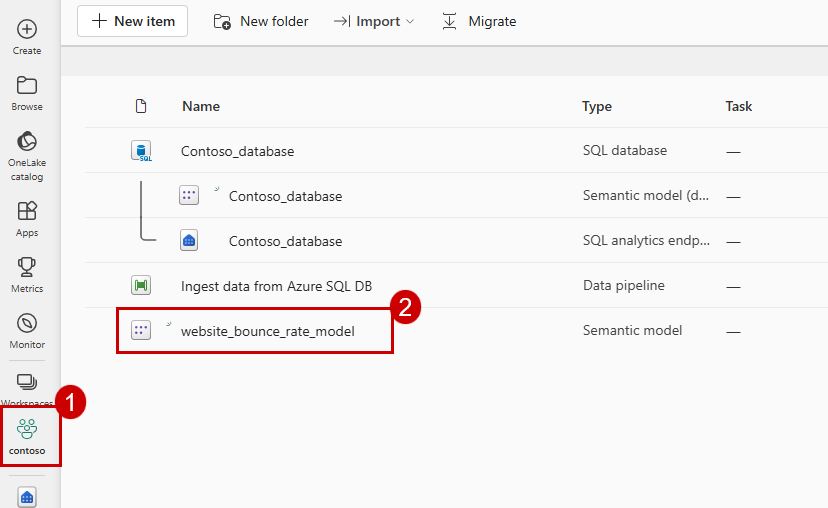 New item New folder Import Migrate
Create
Browse
OneLake
catalog
Apps
Metrics
Monitor
Workspaces
1
contoso
Name Type Task
SQL
Contoso_database SQL database —
Contoso_database Semantic model (d... —
Contoso_database SQL analytics endp... —
Ingest data from Azure SQL DB Data pipeline —
2
website_bounce_rate_model Semantic model —